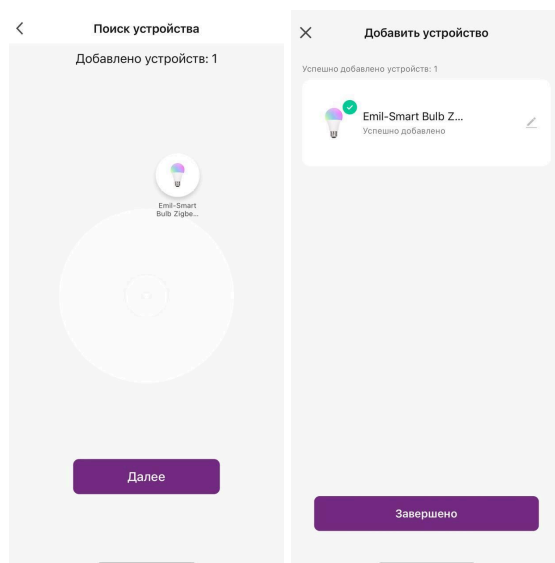 Поиск устройства
Добавлено устройств: 1
Emil-Smart
Bulb Zigbe...
Далее
Добавить устройство
Успешно добавлено устройств: 1
Emil-Smart Bulb Z...
Успешно добавлено
Завершено